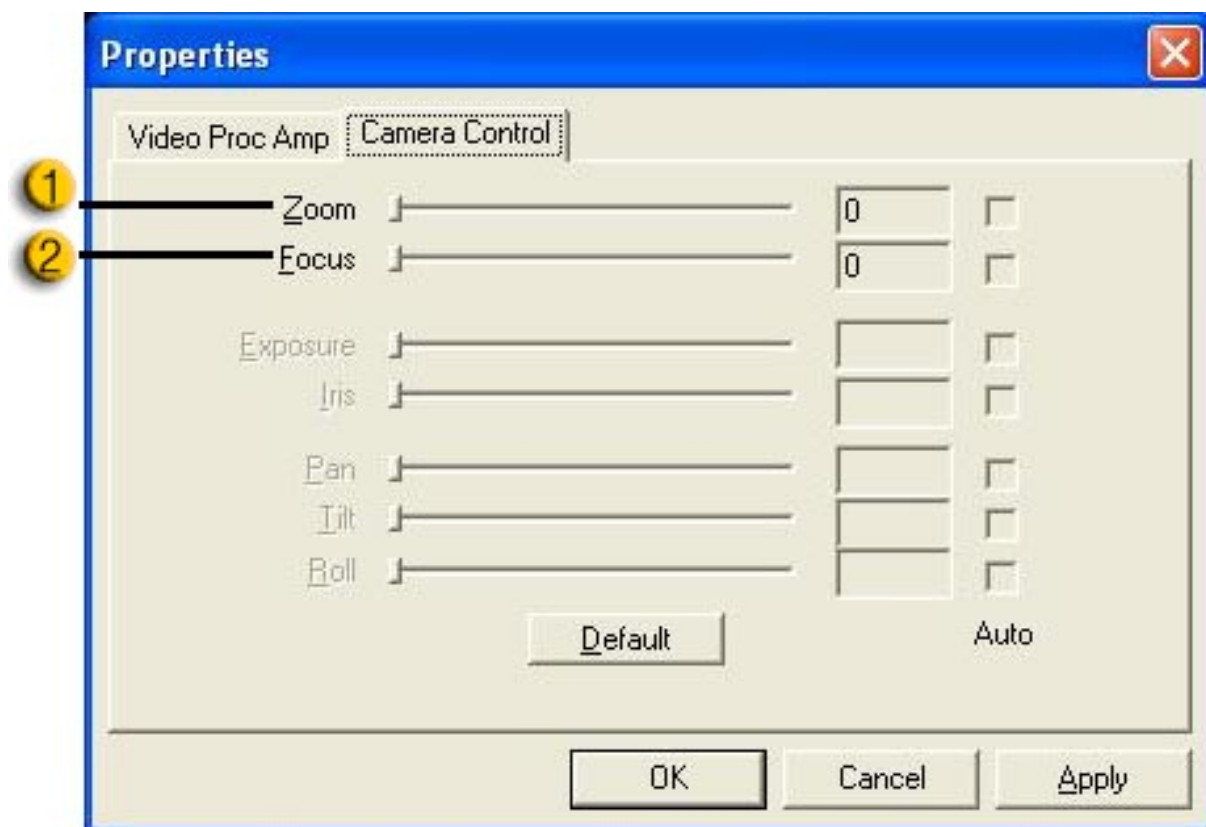 Properties
Video Proc Amp Camera Control
1 Zoom 0
2 Focus 0
Exposure
Iris
Pan
Tilt
Roll
Default Auto
OK Cancel Apply